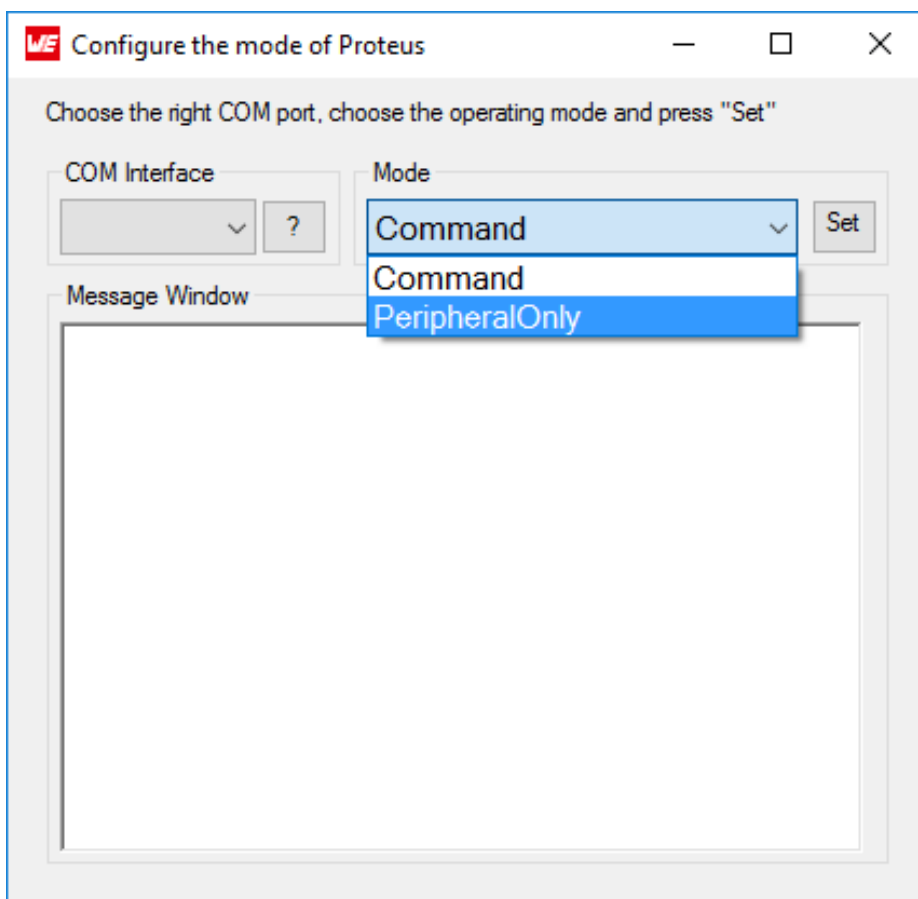 WE Configure the mode of Proteus
Choose the right COM port, choose the operating mode and press "Set"
COM Interface
Mode
?
Command
Set
Command
PeripheralOnly
Message Window